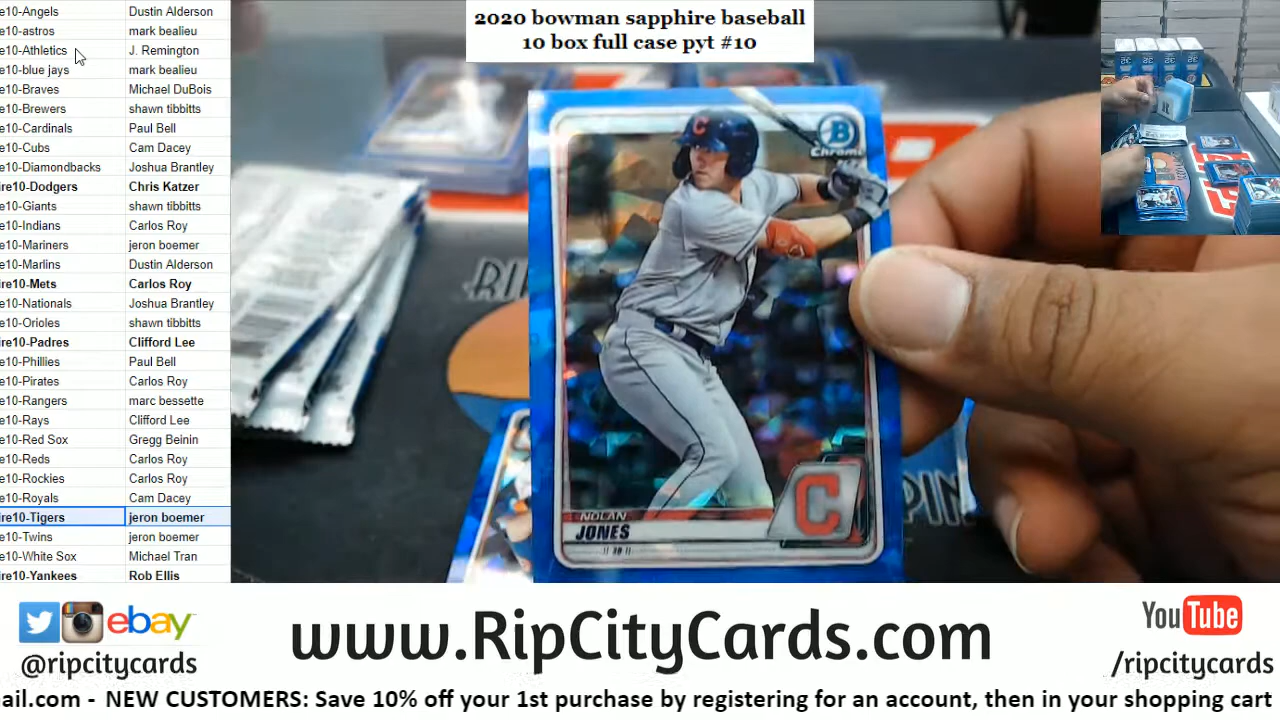 2020 bowman sapphire baseball
10 box full case pyt #10
e10-Angels Dustin Alderson
e10-astros mark bealieu
e10-Athletics J. Remington
e10-blue jays mark bealieu
e10-Braves Michael DuBois
e10-Brewers shawn tibbitts
e10-Cardinals Paul Bell
e10-Cubs Cam Dacey
e10-Diamondbacks Joshua Brantley
ire10-Dodgers Chris Katzer
e10-Giants shawn tibbitts
e10-Indians Carlos Roy
e10-Mariners jeron boemer
e10-Marlins Dustin Alderson
ire10-Mets Carlos Roy
e10-Nationals Joshua Brantley
e10-Orioles shawn tibbitts
ire10-Padres Clifford Lee
e10-Phillies Paul Bell
e10-Pirates Carlos Roy
e10-Rangers marc bessette
e10-Rays Clifford Lee
e10-Red Sox Gregg Beinin
e10-Reds Carlos Roy
e10-Rockies Carlos Roy
e10-Royals Cam Dacey
ire10-Tigers jeron boemer
e10-Twins jeron boemer
e10-White Sox Michael Tran
ire10-Yankees Rob Ellis
C
B
Chrome
C
NOLAN
JONES
ebay
@ripcitycards
www.RipCityCards.com
YouTube
/ripcitycards
ail.com - NEW CUSTOMERS: Save 10% off your 1st purchase by registering for an account, then in your shopping cart